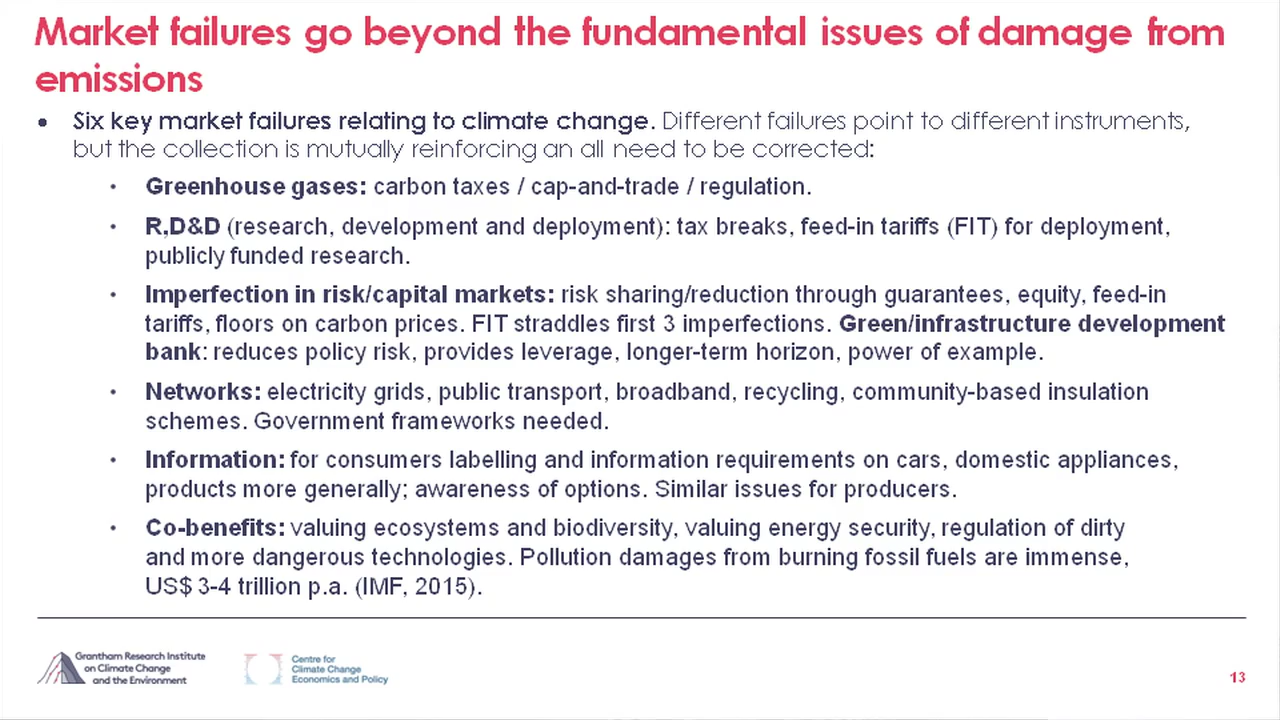 Market failures go beyond the fundamental issues of damage from
emissions
• Six key market failures relating to climate change. Different failures point to different instruments,
but the collection is mutually reinforcing an all need to be corrected:
• Greenhouse gases: carbon taxes / cap-and-trade / regulation.
• R,D&D (research, development and deployment): tax breaks, feed-in tariffs (FIT) for deployment,
publicly funded research.
• Imperfection in risk/capital markets: risk sharing/reduction through guarantees, equity, feed-in
tariffs, floors on carbon prices. FIT straddles first 3 imperfections. Green/infrastructure development
bank: reduces policy risk, provides leverage, longer-term horizon, power of example.
• Networks: electricity grids, public transport, broadband, recycling, community-based insulation
schemes. Government frameworks needed.
• Information: for consumers labelling and information requirements on cars, domestic appliances,
products more generally; awareness of options. Similar issues for producers.
• Co-benefits: valuing ecosystems and biodiversity, valuing energy security, regulation of dirty
and more dangerous technologies. Pollution damages from burning fossil fuels are immense,
US$ 3-4 trillion p.a. (IMF, 2015).
Grantham Research Institute
on Climate Change
and the Environment
Centre for
Climate Change
Economics and Policy
13